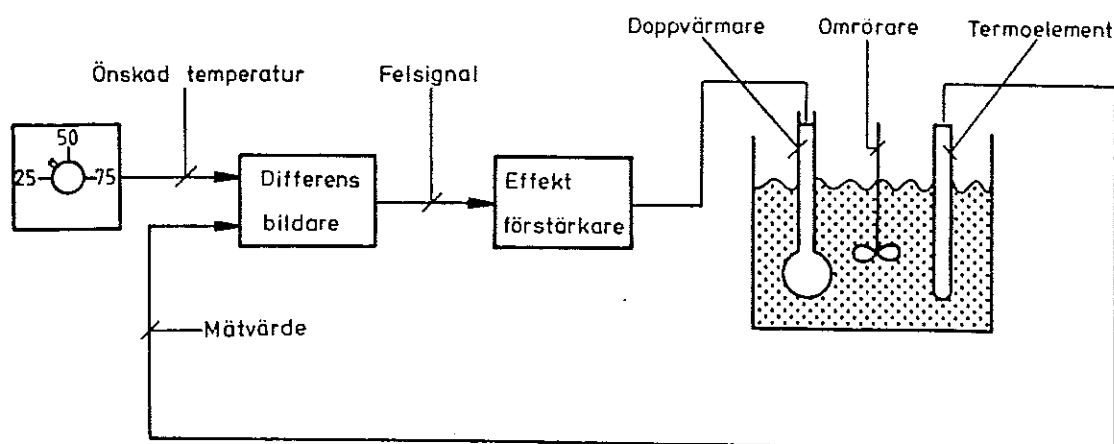 Doppvärmare
Omrörare
Termoelement
Önskad temperatur
Felsignal
50
25
75
Differens
bildare
Effekt
förstärkare
Mätvärde